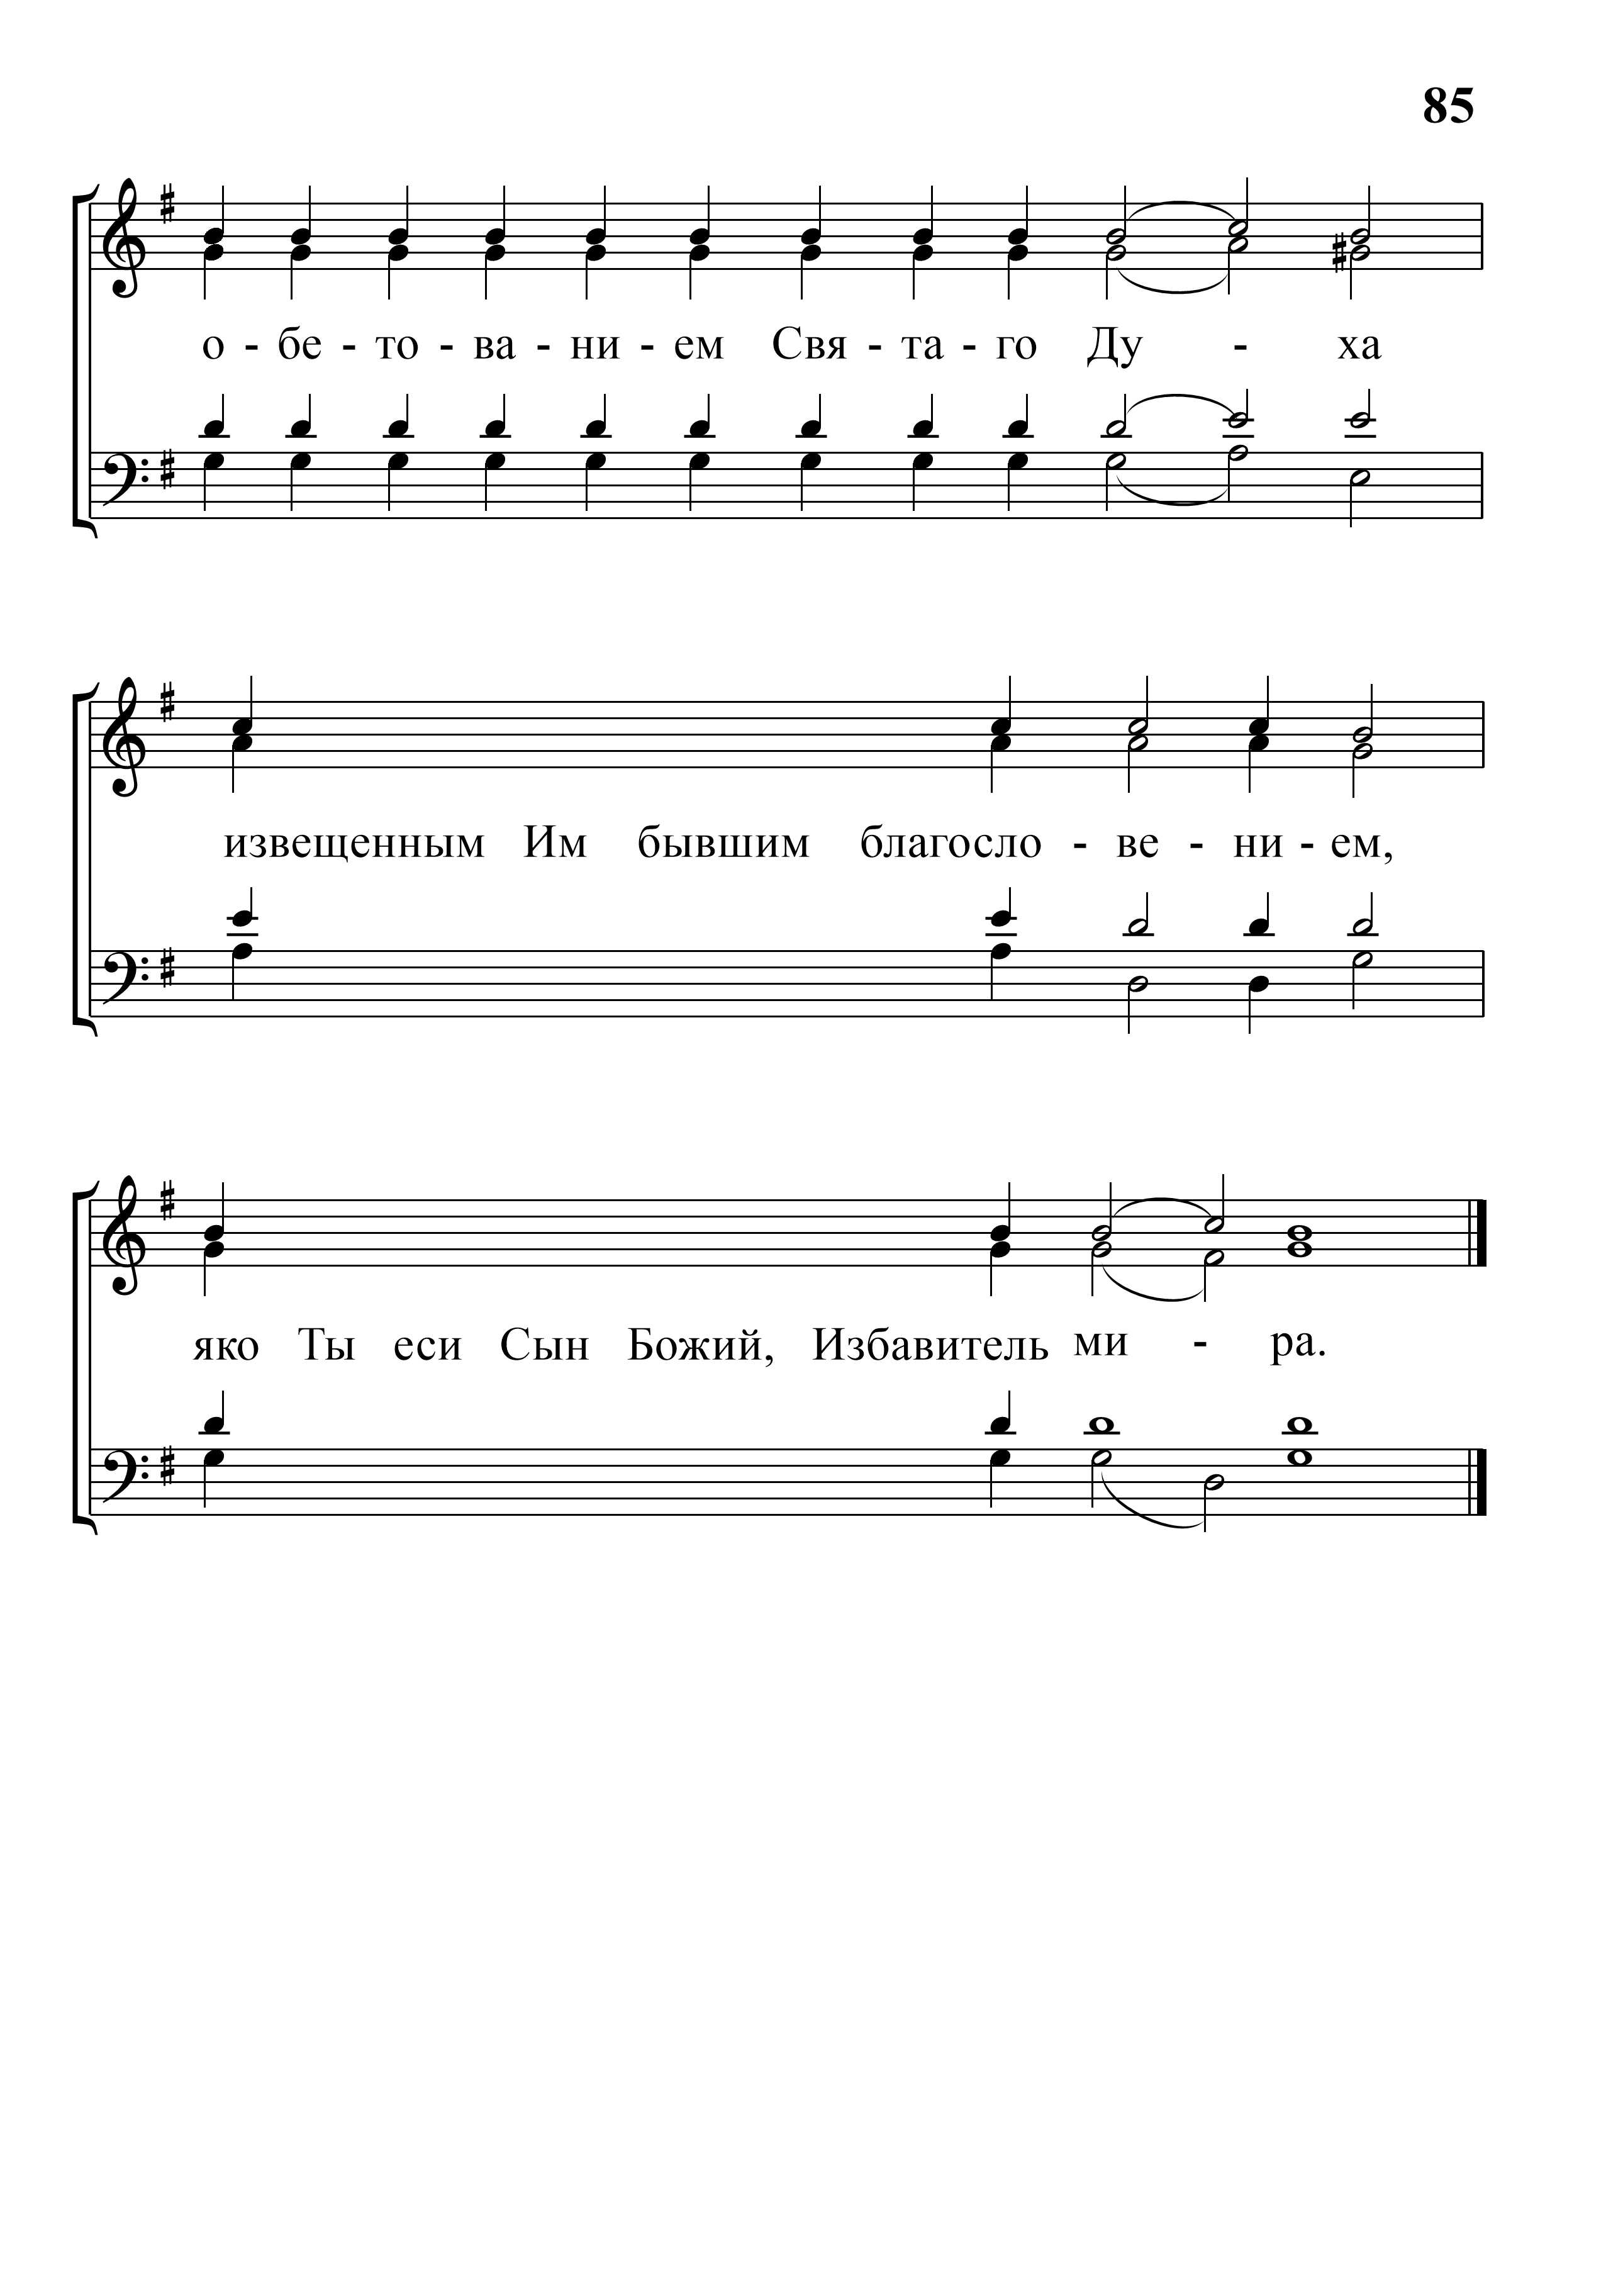 85
о - бе - то - ва - ни - ем Свя - та - го Ду - ха
извещенным Им бывшим благосло - ве - ни - ем,
яко Ты еси Сын Божий, Избавитель ми - ра.